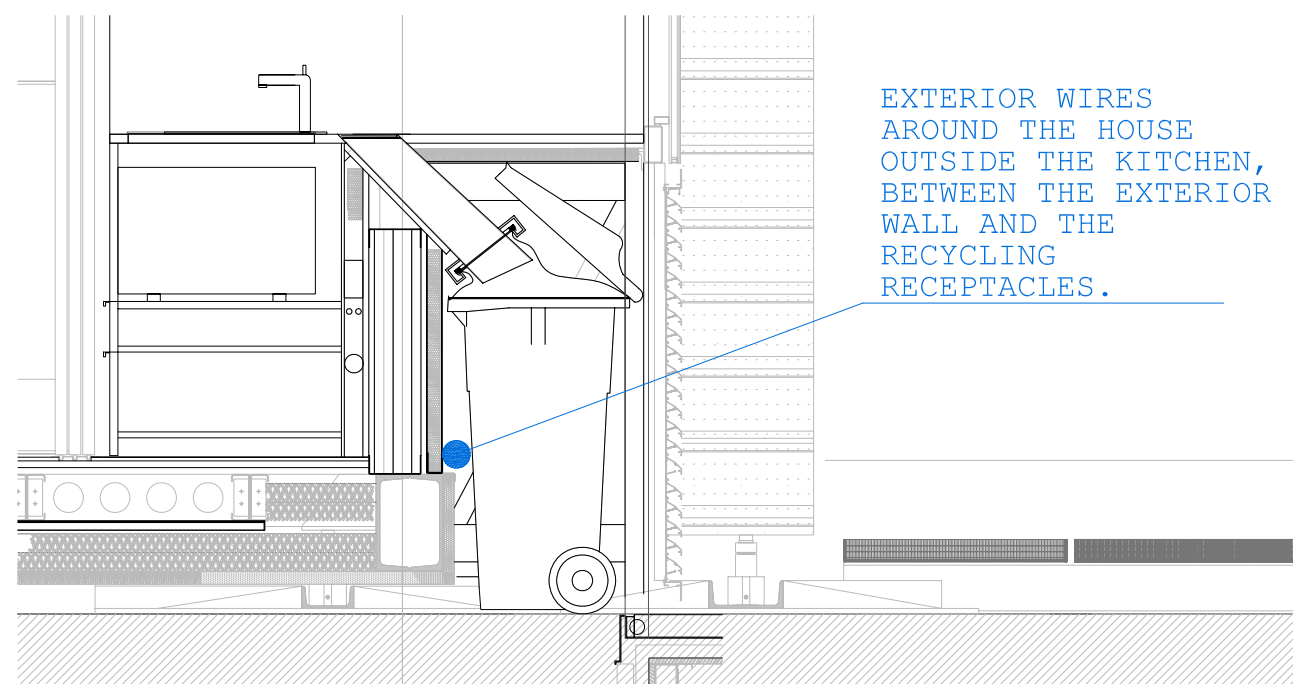 EXTERIOR WIRES
AROUND THE HOUSE
OUTSIDE THE KITCHEN,
BETWEEN THE EXTERIOR
WALL AND THE
RECYCLING
RECEPTACLES.